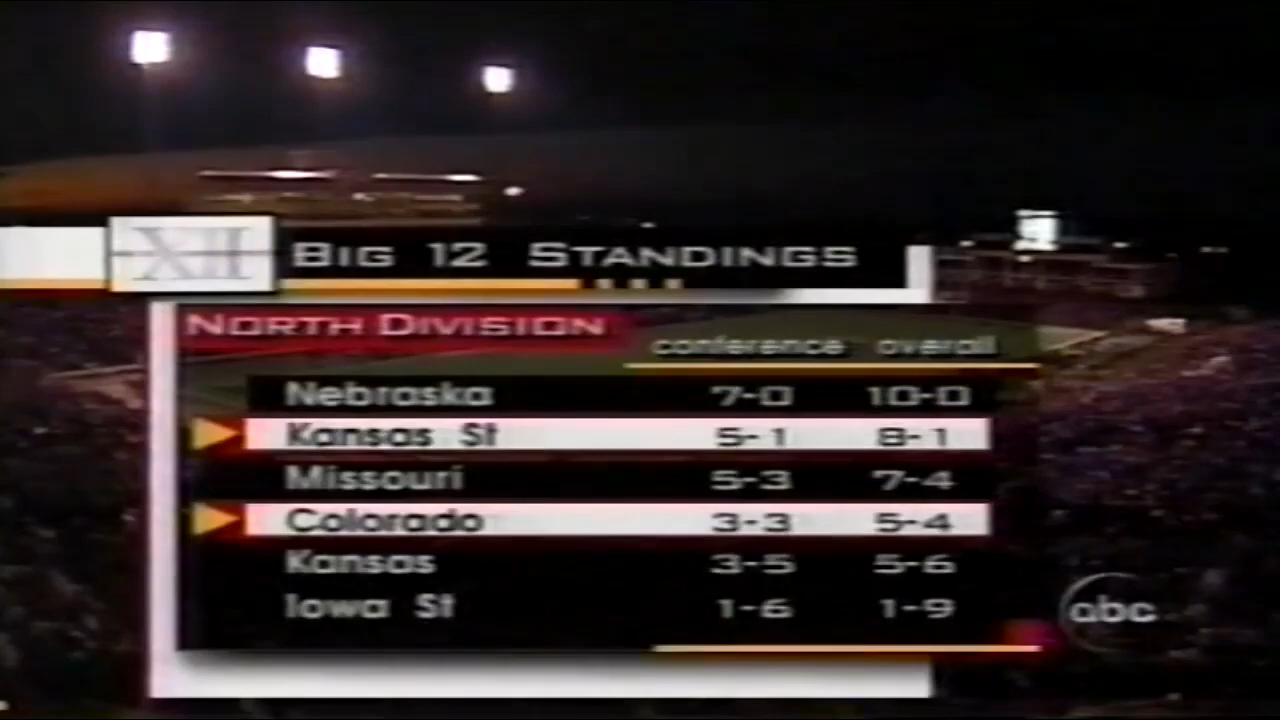 XII BIG 12 STANDINGS
NORTH DIVISION
conference overall
Nebraska 7-0 10-0
Kansas St 5-1 8-1
Missouri 5-3 7-4
Colorado 3-3 5-4
Kansas 3-5 5-6
Iowa St 1-6 1-9
abc